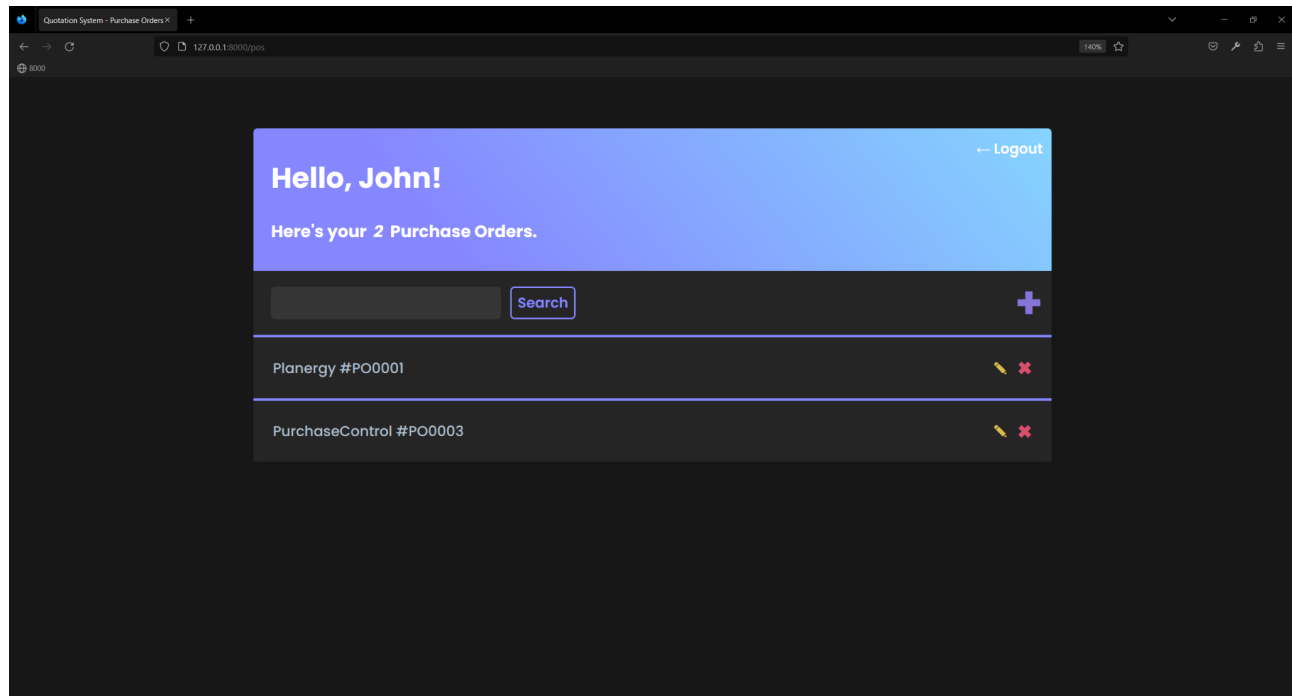 Quotation System - Purchase Orders
127.0.0.1:8000/pos
140%
8000
← Logout
Hello, John!
Here's your 2 Purchase Orders.
Search
Planergy #PO0001
PurchaseControl #PO0003